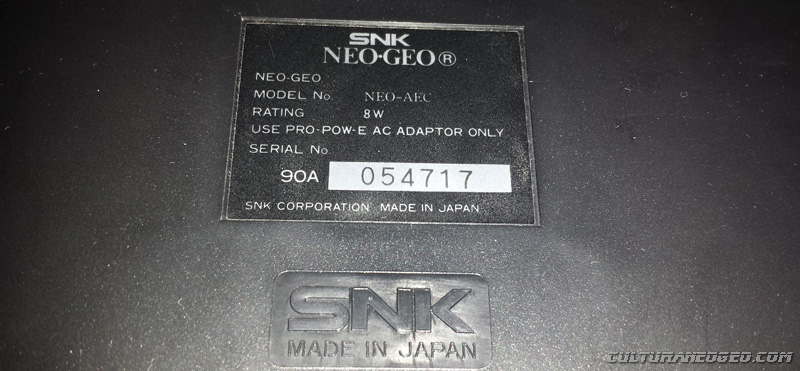 SNK
NEO·GEO®
NEO-GEO
MODEL No. NEO-AEC
RATING 8W
USE PRO-POW-E AC ADAPTOR ONLY
SERIAL No.
90A 054717
SNK CORPORATION MADE IN JAPAN
SNK
MADE IN JAPAN
CULTURANEOGEO.COM